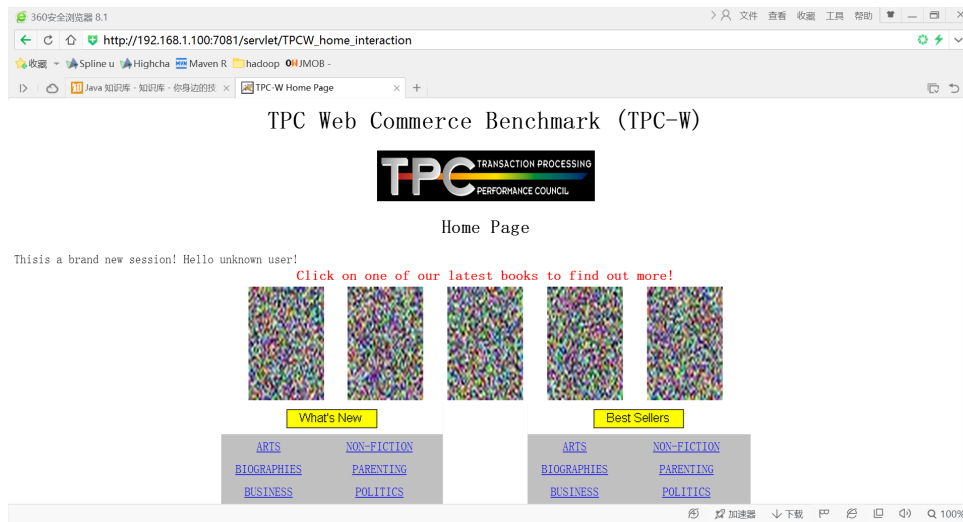 360安全浏览器 8.1 文件 查看 收藏 工具 帮助
http://192.168.1.100:7081/servlet/TPCW_home_interaction
收藏 Spline u Highcha Maven R hadoop JMOB -
Java 知识库 - 知识库 - 你身边的技 TPC-W Home Page
TPC Web Commerce Benchmark (TPC-W)
TPC TRANSACTION PROCESSING
PERFORMANCE COUNCIL
Home Page
Thisis a brand new session! Hello unknown user!
Click on one of our latest books to find out more!
What's New Best Sellers
ARTS NON-FICTION ARTS NON-FICTION
BIOGRAPHIES PARENTING BIOGRAPHIES PARENTING
BUSINESS POLITICS BUSINESS POLITICS
加速器 下载 100%